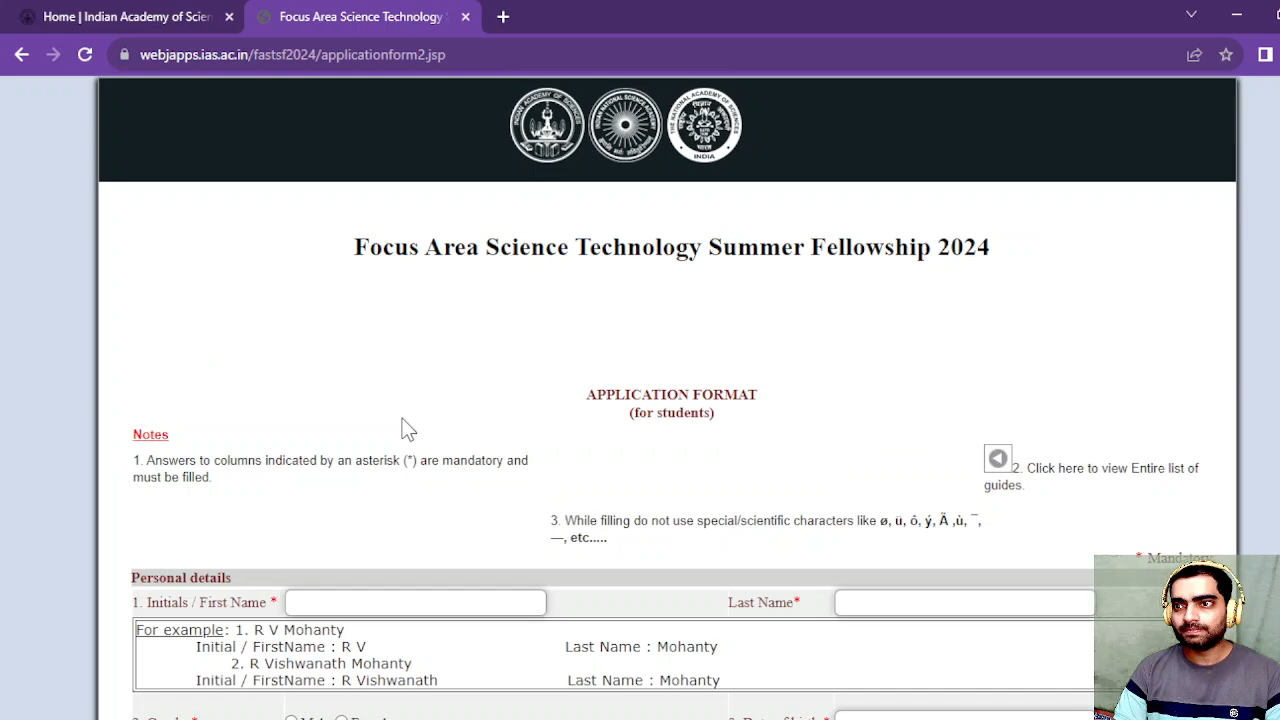 Home | Indian Academy of Scien
Focus Area Science Technology S
webjapps.ias.ac.in/fastsf2024/applicationform2.jsp
Focus Area Science Technology Summer Fellowship 2024
APPLICATION FORMAT
(for students)
Notes
1. Answers to columns indicated by an asterisk (*) are mandatory and
must be filled.
2. Click here to view Entire list of
guides.
3. While filling do not use special/scientific characters like ø, ü, ô, ý, Ã ,ù, ¯,
—, etc.....
* Mandatory
Personal details
1. Initials / First Name *
Last Name*
For example: 1. R V Mohanty
Initial / FirstName : R V Last Name : Mohanty
2. R Vishwanath Mohanty
Initial / FirstName : R Vishwanath Last Name : Mohanty